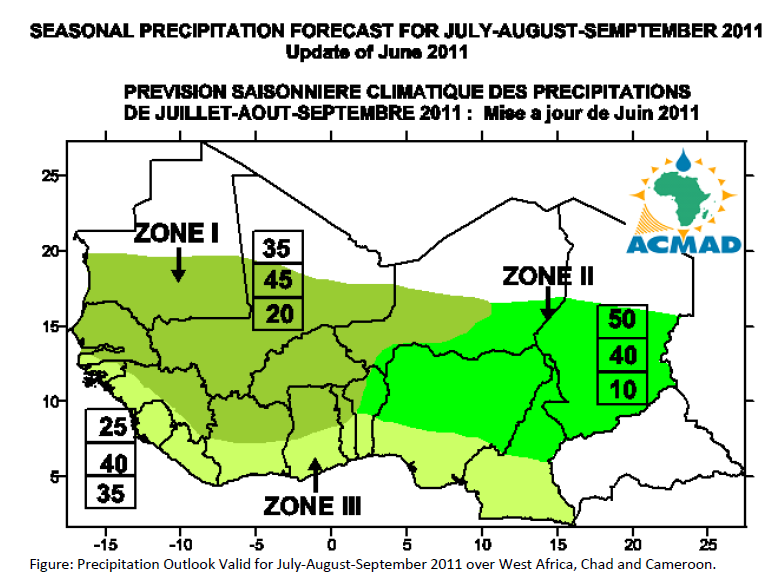 SEASONAL PRECIPITATION FORECAST FOR JULY-AUGUST-SEMPTEMBER 2011
Update of June 2011
PREVISION SAISONNIERE CLIMATIQUE DES PRECIPITATIONS
DE JUILLET-AOUT-SEPTEMBRE 2011 : Mise a jour de Juin 2011
25
20
15
10
5
ZONE I
35
45
20
ACMAD
ZONE II
50
40
10
25
40
35
ZONE III
-15 -10 -5 0 5 10 15 20 25
Figure: Precipitation Outlook Valid for July-August-September 2011 over West Africa, Chad and Cameroon.